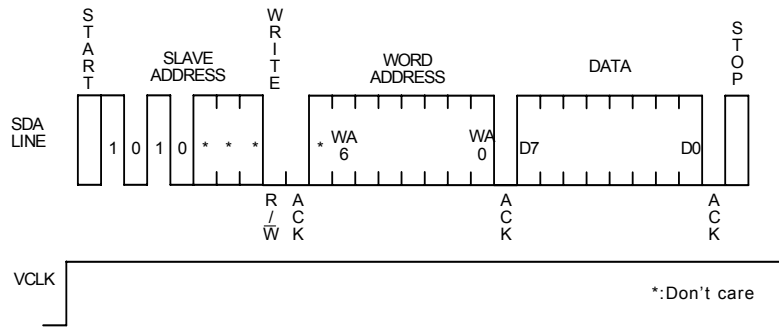 START
SLAVE
ADDRESS
WRITE
WORD
ADDRESS
DATA
STOP
SDA
LINE
1 0 1 0 * * * * WA
6 WA
0 D7 D0
R
/
W
ACK
ACK
ACK
VCLK
*:Don't care